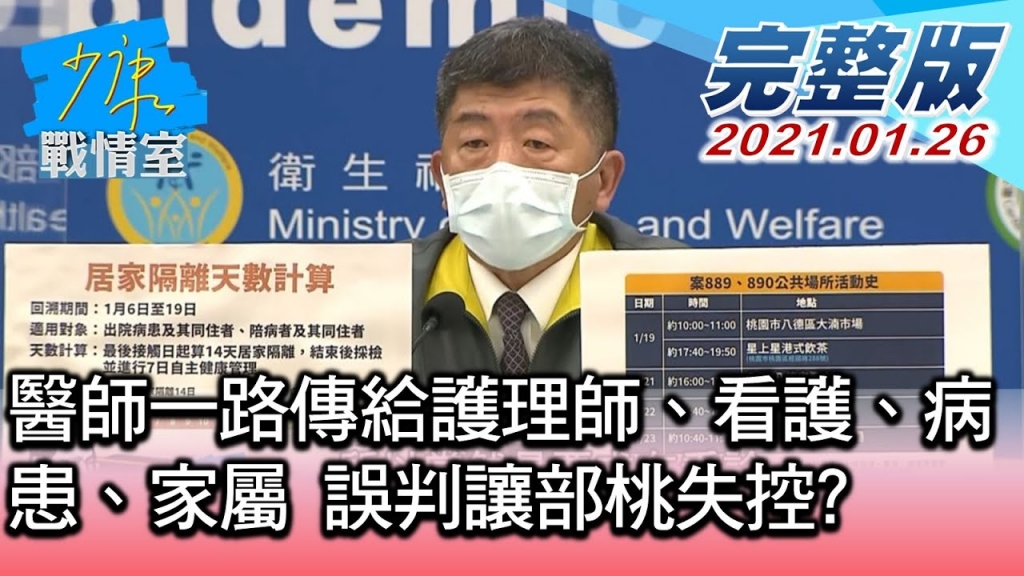 idemic
少康
戰情室
完整版
2021.01.26
衛生福
Ministry
and Welfare
居家隔離天數計算
回溯期間：1月6日至19日
適用對象：出院病患及其同住者、陪病者及其同住者
天數計算：最後接觸日起算14天居家隔離，結束後採檢
並進行7日自主健康管理
案889、890公共場所活動史
日期 時間 地點
1/19 約10:00~11:00 桃園市八德區大湳市場
約17:40~19:50 星上星港式飲茶
醫師一路傳給護理師、看護、病
患、家屬 誤判讓部桃失控?